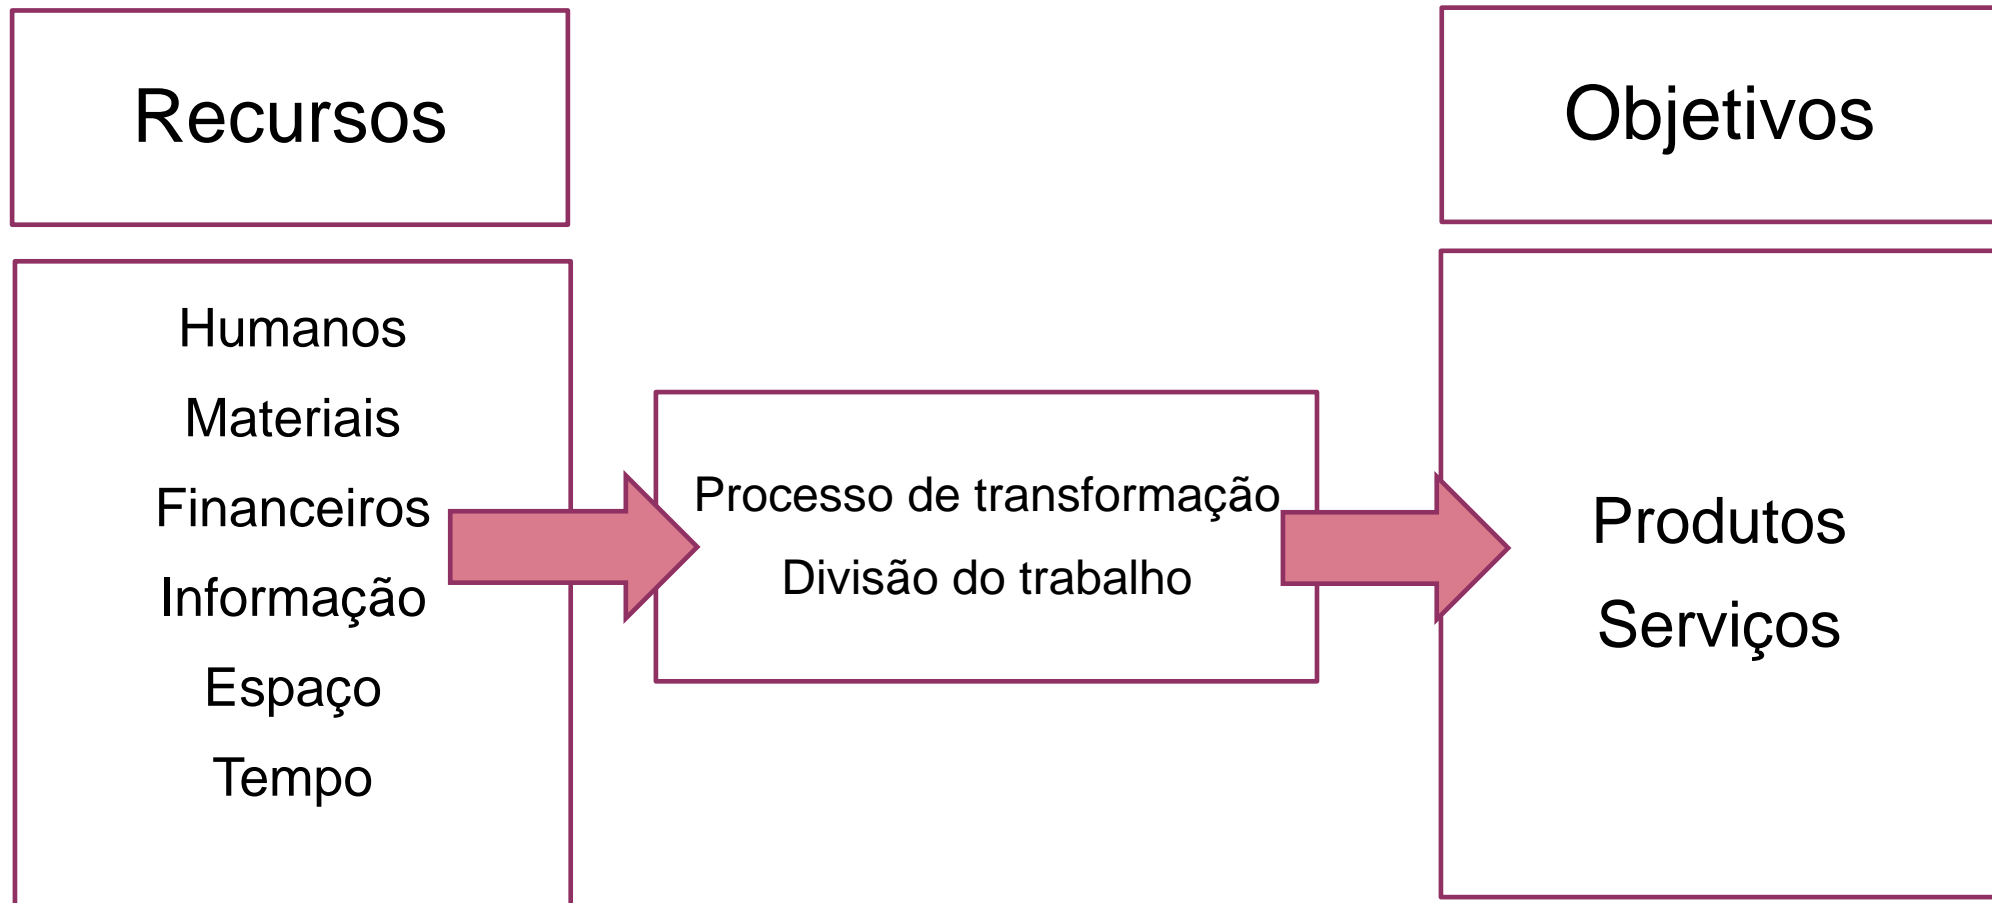 Recursos
Humanos
Materiais
Financeiros
Informação
Espaço
Tempo
Processo de transformação
Divisão do trabalho
Objetivos
Produtos
Serviços